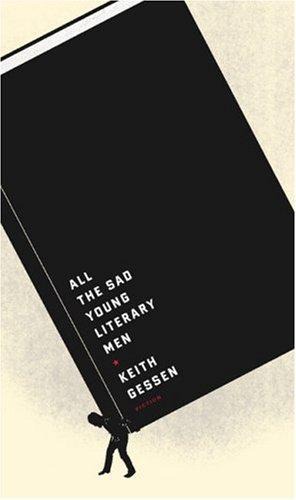 ALL
THE SAD
YOUNG
LITERARY
MEN
KEITH
GESSEN
FICTION